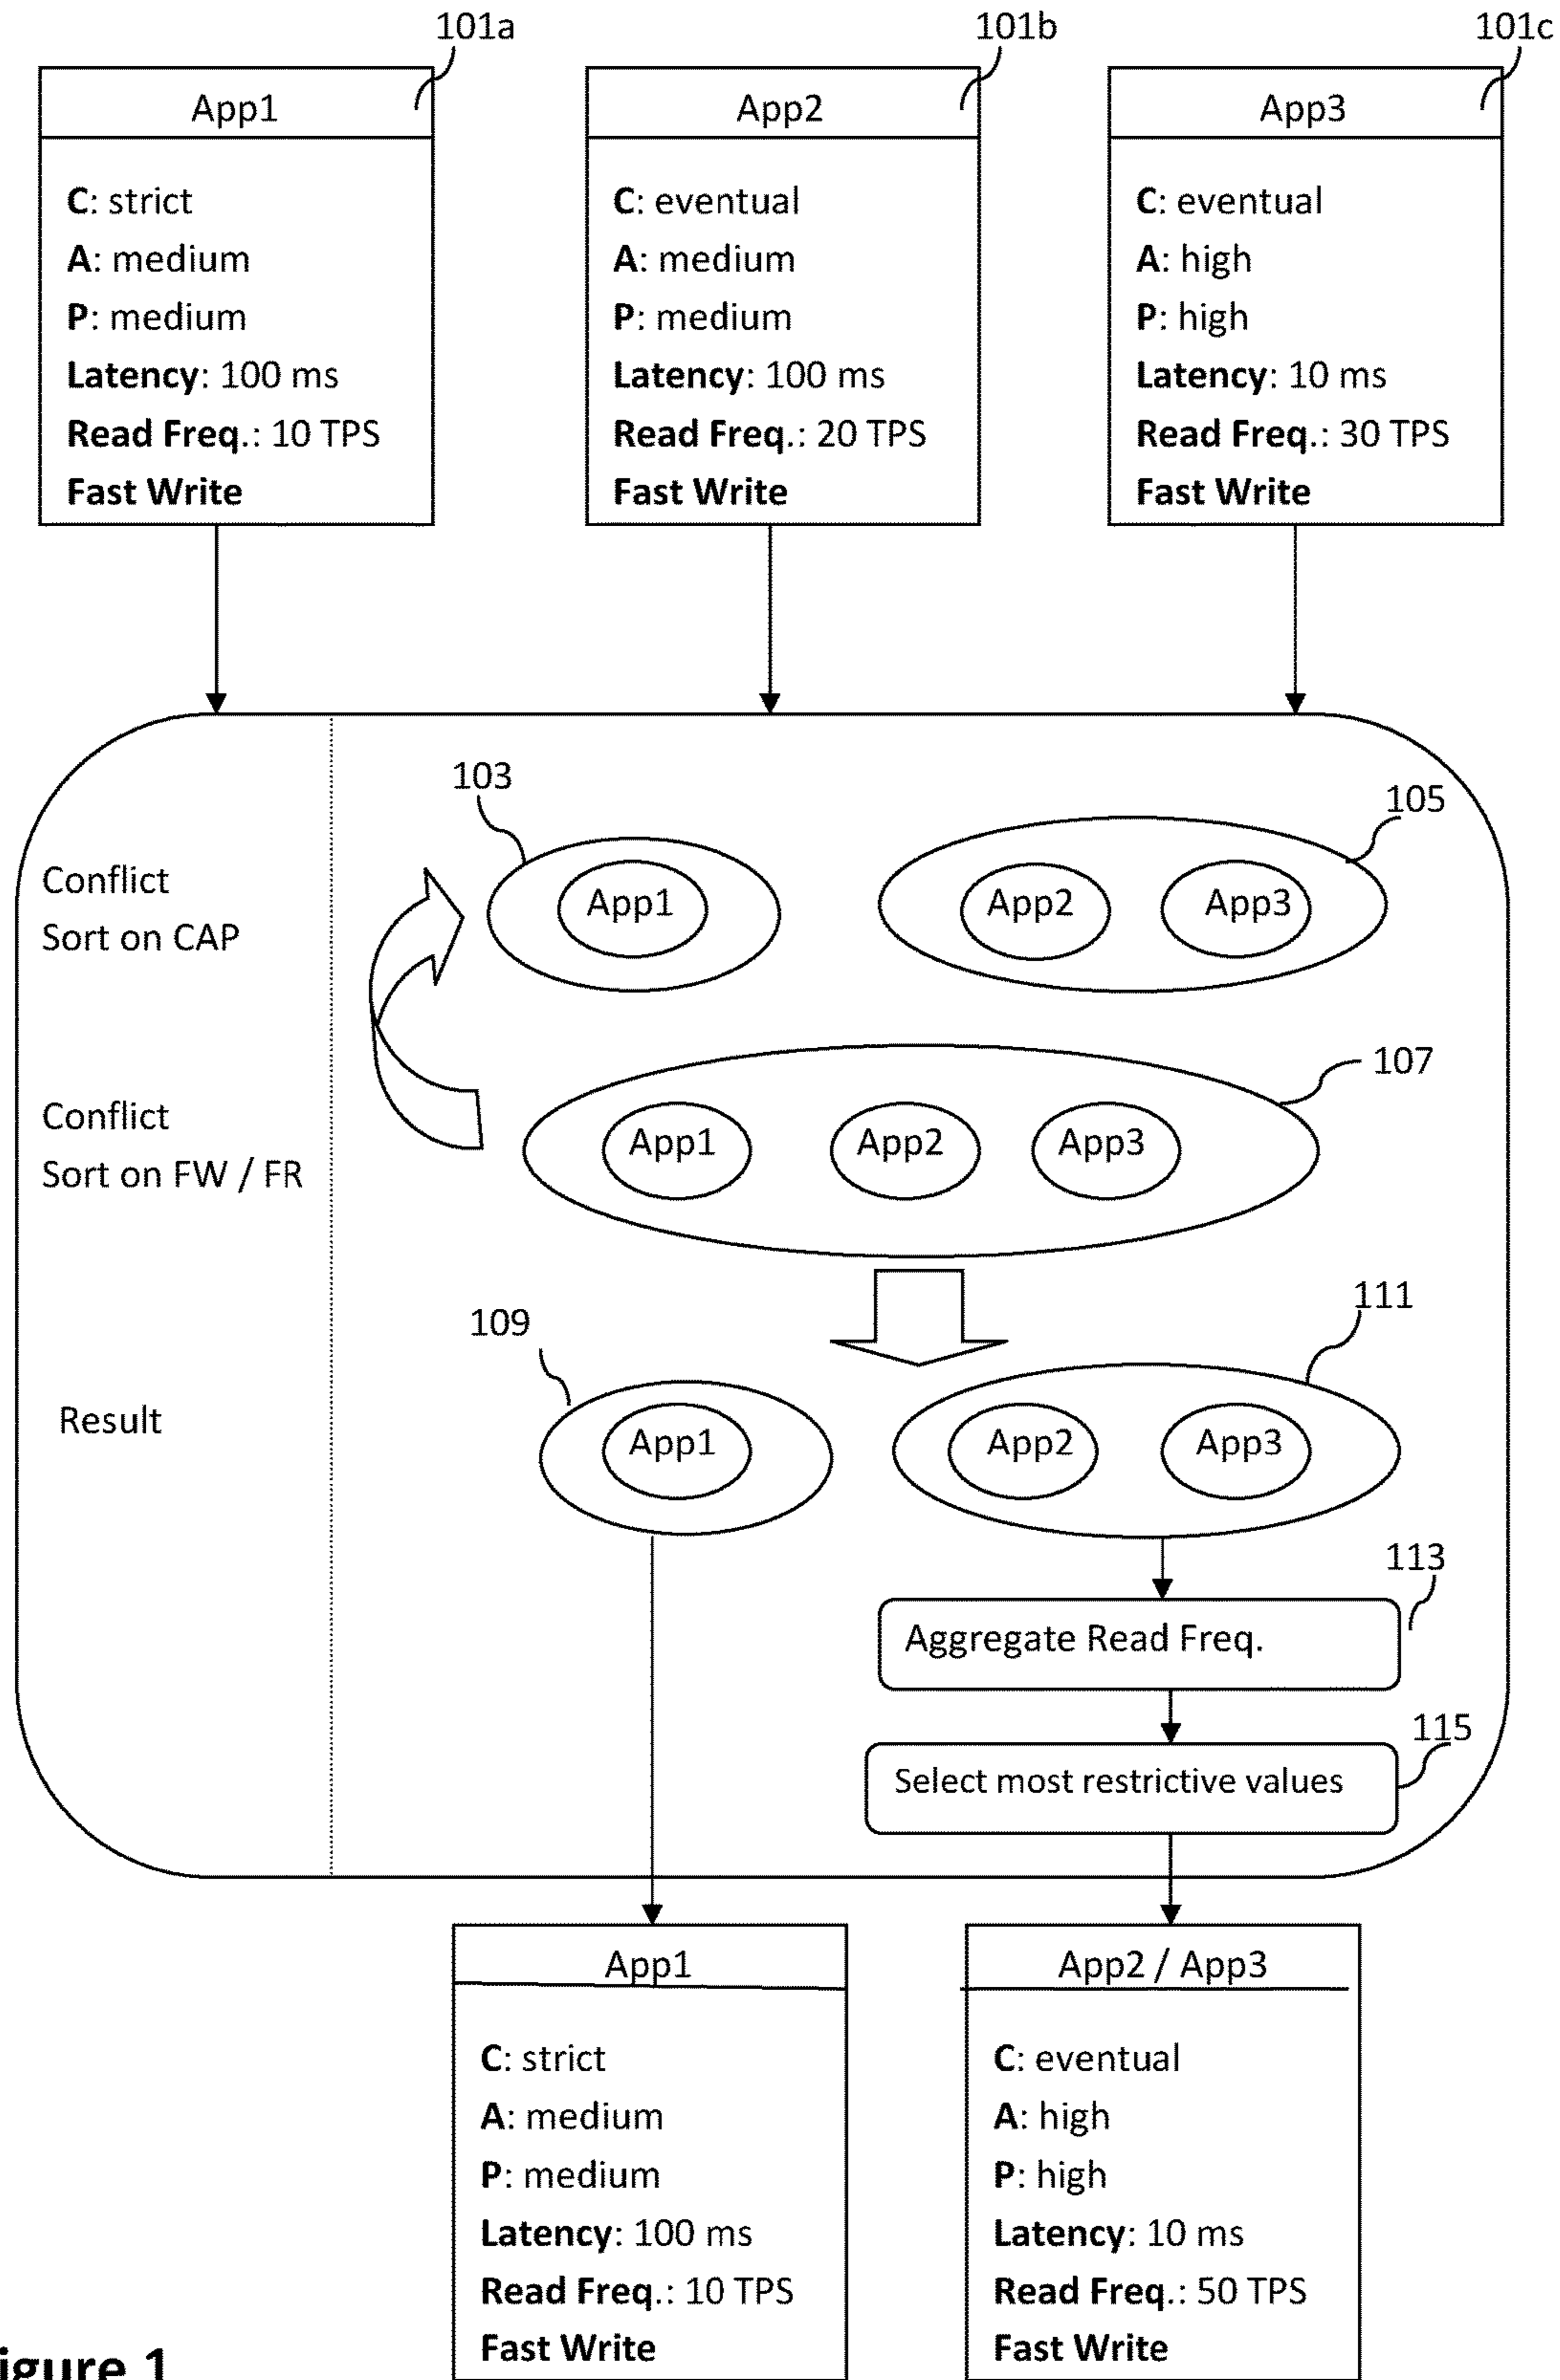 101a
101b
101c
App1
C: strict
A: medium
P: medium
Latency: 100 ms
Read Freq.: 10 TPS
Fast Write
App2
C: eventual
A: medium
P: medium
Latency: 100 ms
Read Freq.: 20 TPS
Fast Write
App3
C: eventual
A: high
P: high
Latency: 10 ms
Read Freq.: 30 TPS
Fast Write
Conflict
Sort on CAP
103
App1
105
App2
App3
Conflict
Sort on FW / FR
107
App1
App2
App3
Result
109
App1
111
App2
App3
113
Aggregate Read Freq.
115
Select most restrictive values
App1
C: strict
A: medium
P: medium
Latency: 100 ms
Read Freq.: 10 TPS
Fast Write
App2 / App3
C: eventual
A: high
P: high
Latency: 10 ms
Read Freq.: 50 TPS
Fast Write
igure 1